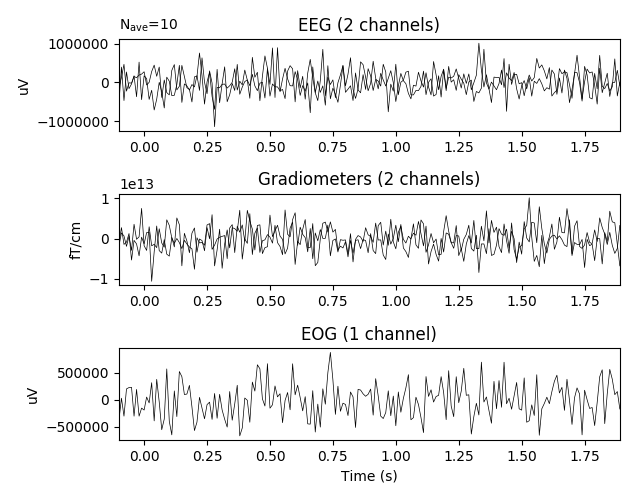 N_ave=10
EEG (2 channels)
1000000
0
−1000000
uV
0.00 0.25 0.50 0.75 1.00 1.25 1.50 1.75
1e13
Gradiometers (2 channels)
1
0
−1
fT/cm
0.00 0.25 0.50 0.75 1.00 1.25 1.50 1.75
EOG (1 channel)
500000
0
−500000
uV
0.00 0.25 0.50 0.75 1.00 1.25 1.50 1.75
Time (s)